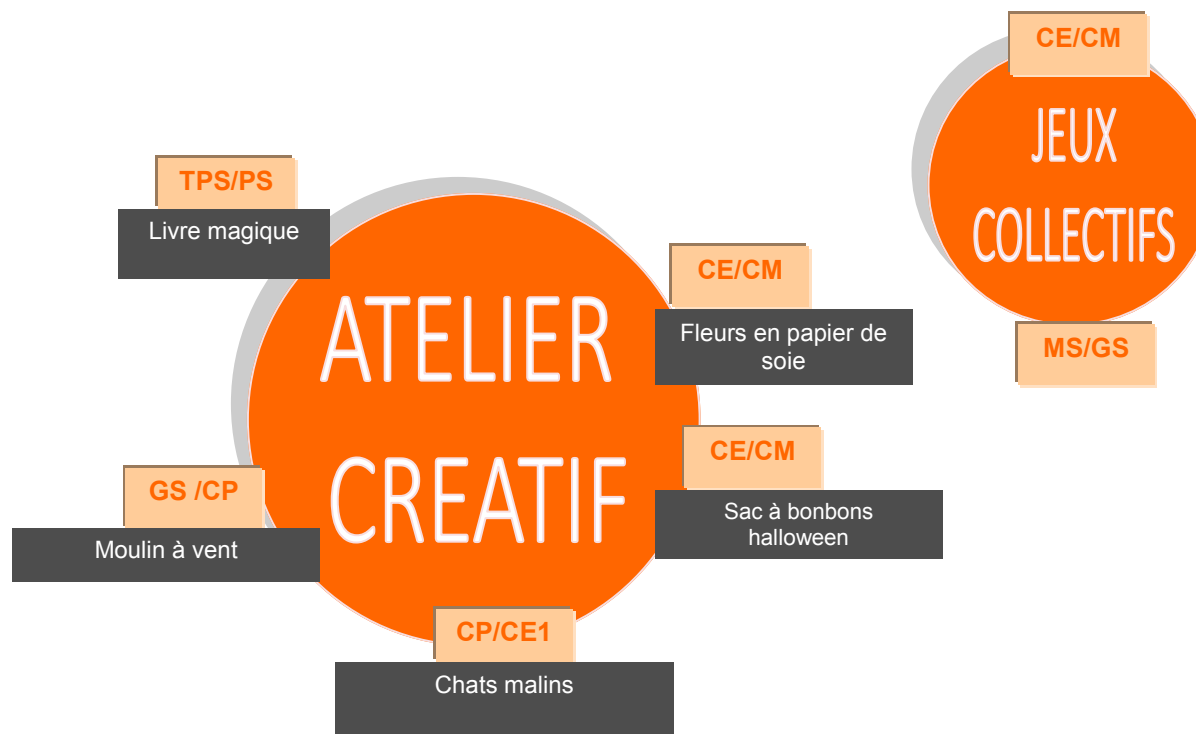 CE/CM
JEUX
COLLECTIFS
MS/GS
TPS/PS
Livre magique
ATELIER
CREATIF
CE/CM
Fleurs en papier de
soie
CE/CM
Sac à bonbons
halloween
GS /CP
Moulin à vent
CP/CE1
Chats malins